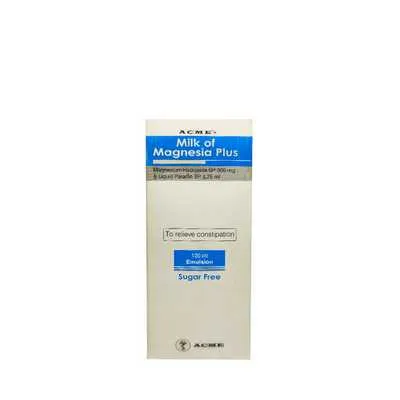 ACME's
Milk of
Magnesia Plus
Magnesium Hydroxide BP 300 mg
& Liquid Paraffin BP 1.25 ml
To relieve constipation
100 ml
Emulsion
Sugar Free
ACME